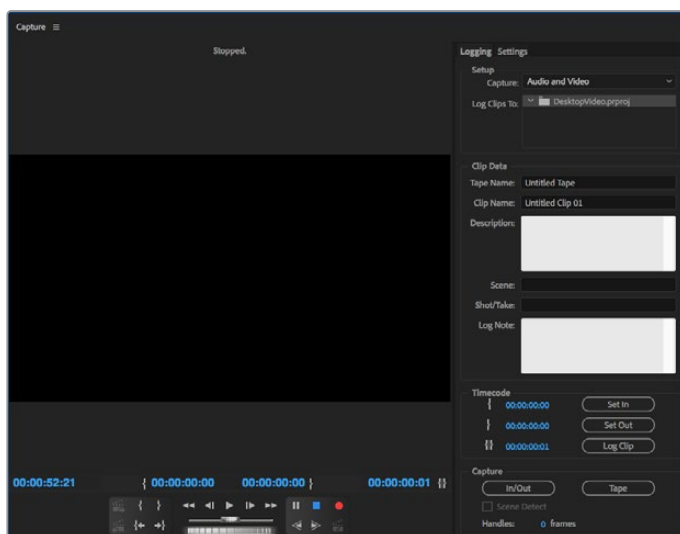 Capture
Stopped.
Logging Settings
Setup
Capture: Audio and Video
Log Clips To: DesktopVideo.prproj
Clip Data
Tape Name: Untitled Tape
Clip Name: Untitled Clip 01
Description:
Scene:
Shot/Take:
Log Note:
Timecode
{ 00:00:00:00 Set In
} 00:00:00:00 Set Out
{} 00:00:00:01 Log Clip
00:00:52:21 { 00:00:00:00 00:00:00:00 } 00:00:00:01 {}
Capture
In/Out Tape
Scene Detect
Handles: 0 frames